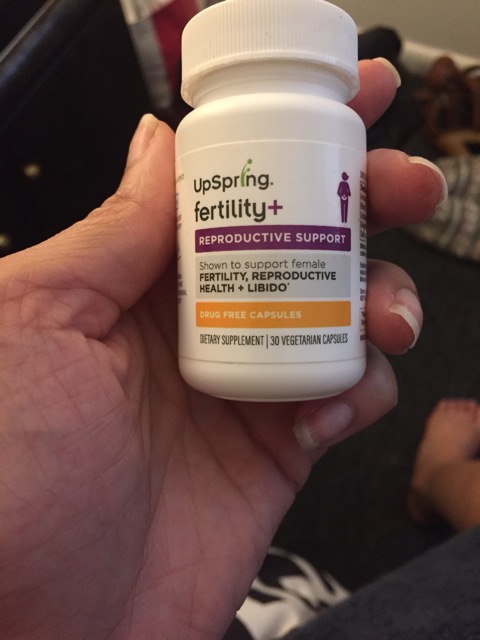 UpSpring®
fertility+
REPRODUCTIVE SUPPORT
Shown to support female
FERTILITY, REPRODUCTIVE
HEALTH + LIBIDO*
DRUG FREE CAPSULES
DIETARY SUPPLEMENT | 30 VEGETARIAN CAPSULES